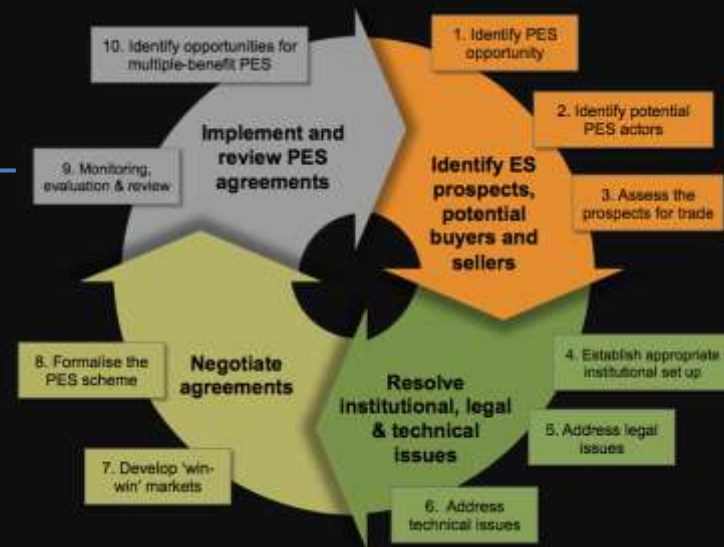 1. Identify PES
opportunity
2. Identify potential
PES actors
3. Assess the
prospects for trade
Identify ES
prospects,
potential
buyers and
sellers
4. Establish appropriate
institutional set up
5. Address legal
issues
6. Address
technical issues
Resolve
institutional, legal
& technical
issues
7. Develop ‘win-
win’ markets
8. Formalise the
PES scheme
Negotiate
agreements
9. Monitoring,
evaluation & review
10. Identify opportunities for
multiple-benefit PES
Implement and
review PES
agreements